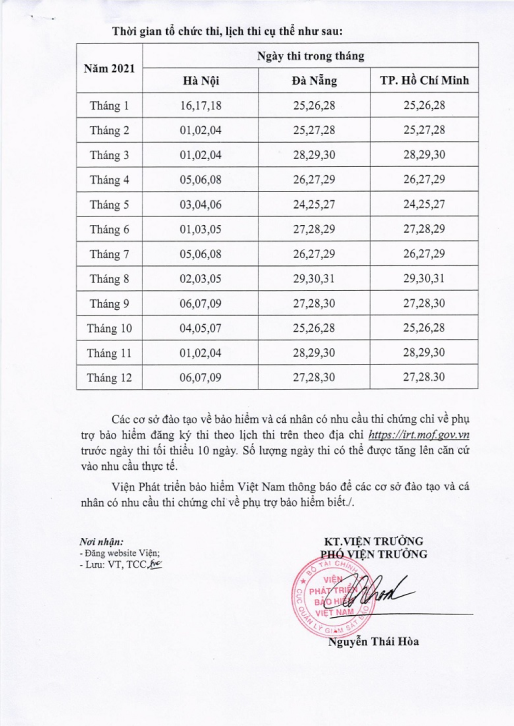 Thời gian tổ chức thi, lịch thi cụ thể như sau:
Năm 2021 Ngày thi trong tháng
Hà Nội Đà Nẵng TP. Hồ Chí Minh
Tháng 1 16,17,18 25,26,28 25,26,28
Tháng 2 01,02,04 25,27,28 25,27,28
Tháng 3 01,02,04 28,29,30 28,29,30
Tháng 4 05,06,08 26,27,29 26,27,29
Tháng 5 03,04,06 24,25,27 24,25,27
Tháng 6 01,03,05 27,28,29 27,28,29
Tháng 7 05,06,08 26,27,29 26,27,29
Tháng 8 02,03,05 29,30,31 29,30,31
Tháng 9 06,07,09 27,28,30 27,28,30
Tháng 10 04,05,07 25,26,28 25,26,28
Tháng 11 01,02,04 28,29,30 28,29,30
Tháng 12 06,07,09 27,28,30 27,28.30
Các cơ sở đào tạo về bảo hiểm và cá nhân có nhu cầu thi chứng chỉ về phụ
trợ bảo hiểm đăng ký thi theo lịch thi trên theo địa chỉ https://irt.mof.gov.vn
trước ngày thi tối thiểu 10 ngày. Số lượng ngày thi có thể được tăng lên căn cứ
vào nhu cầu thực tế.
Viện Phát triển bảo hiểm Việt Nam thông báo để các cơ sở đào tạo và cá
nhân có nhu cầu thi chứng chỉ về phụ trợ bảo hiểm biết./.
Nơi nhận:
- Đăng website Viện;
- Lưu: VT, TCC
KT.VIỆN TRƯỞNG
PHÓ VIỆN TRƯỞNG
BỘ TÀI CHÍNH
VIỆN
PHÁT TRIỂN
BẢO HIỂM
VIỆT NAM
CỤC QUẢN LÝ GIÁM SÁT BẢO
Nguyễn Thái Hòa